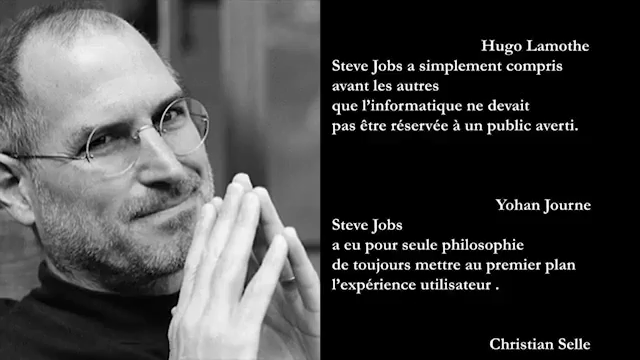 Hugo Lamothe
Steve Jobs a simplement compris
avant les autres
que l'informatique ne devait
pas être réservée à un public averti.
Yohan Journe
Steve Jobs
a eu pour seule philosophie
de toujours mettre au premier plan
l'expérience utilisateur .
Christian Selle